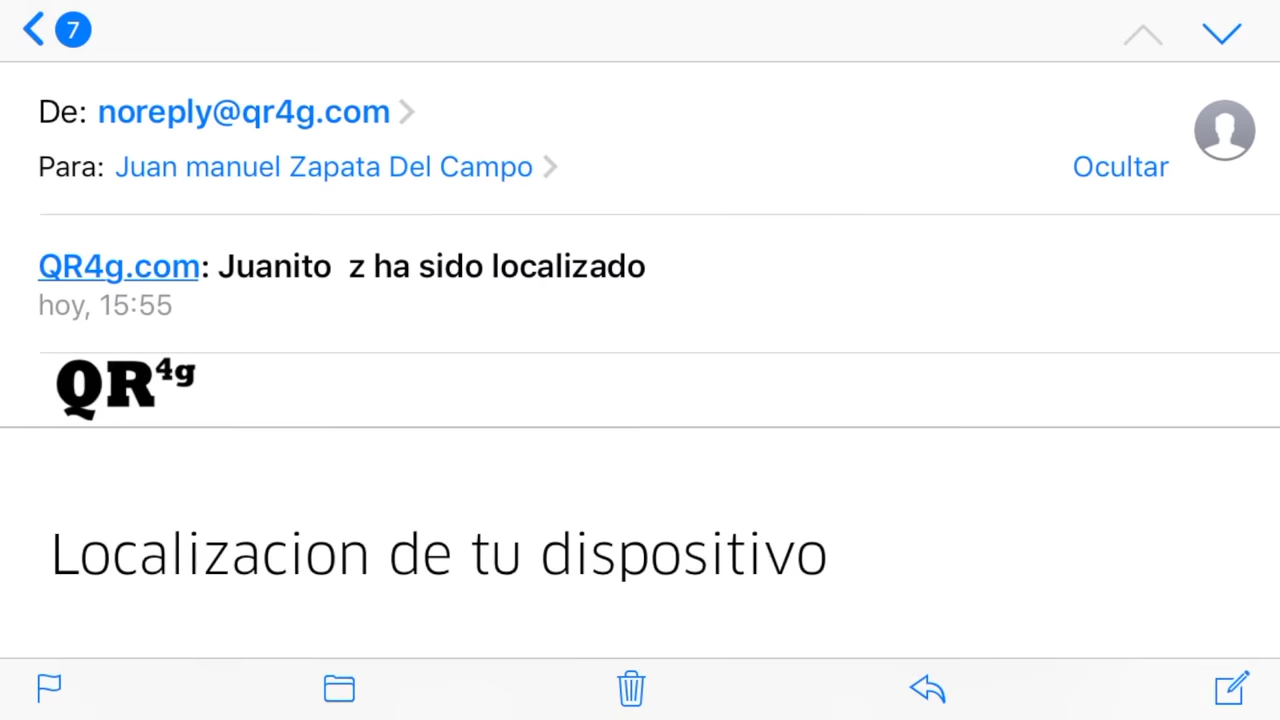 7
De: noreply@qr4g.com
Para: Juan manuel Zapata Del Campo
Ocultar
QR4g.com: Juanito  z ha sido localizado
hoy, 15:55
QR4g
Localizacion de tu dispositivo